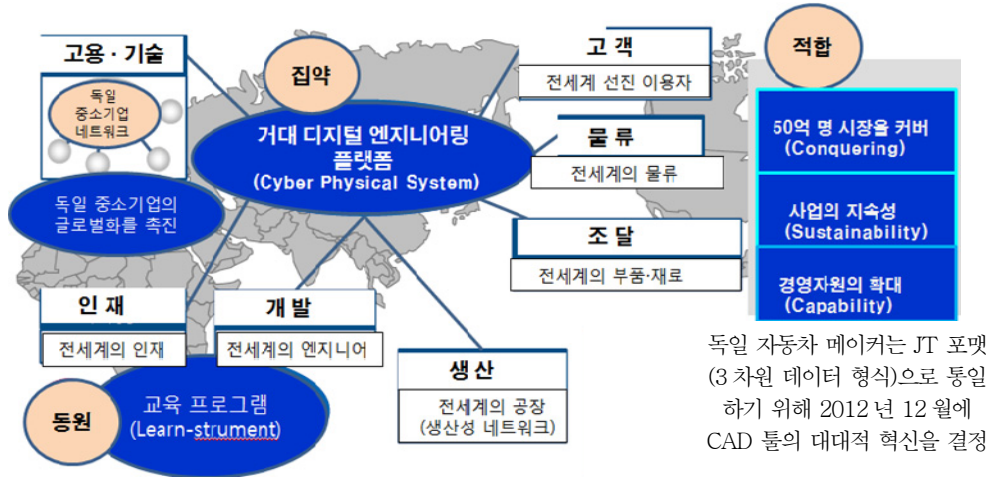 고용 · 기술
독일
중소기업
네트워크
독일 중소기업의
글로벌화를 촉진
집약
거대 디지털 엔지니어링
플랫폼
(Cyber Physical System)
고 객
전세계 선진 이용자
물 류
전세계의 물류
조 달
전세계의 부품·재료
인 재
전세계의 인재
개 발
전세계의 엔지니어
생 산
전세계의 공장
(생산성 네트워크)
동원
교육 프로그램
(Learn-strument)
적합
50억 명 시장을 커버
(Conquering)
사업의 지속성
(Sustainability)
경영자원의 확대
(Capability)
독일 자동차 메이커는 JT 포맷
(3 차원 데이터 형식)으로 통일
하기 위해 2012 년 12 월에
CAD 툴의 대대적 혁신을 결정